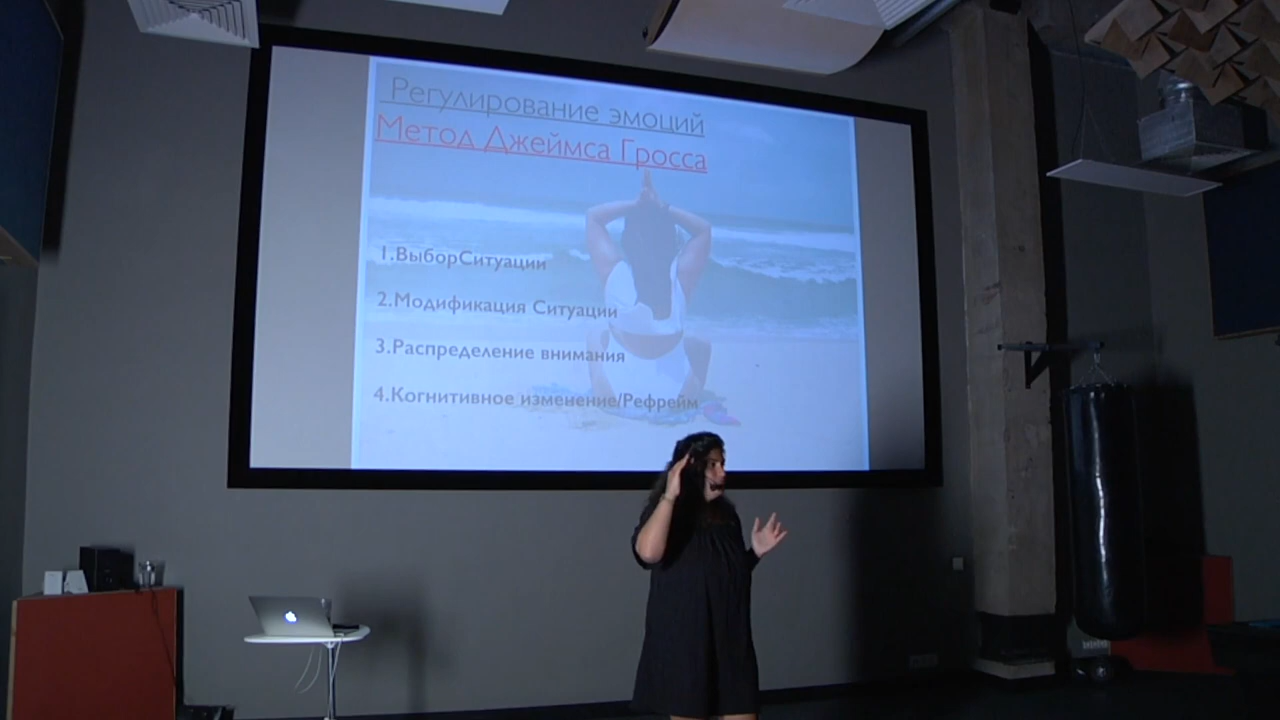 Регулирование эмоций
Метод Джеймса Гросса
1.ВыборСитуации
2.Модификация Ситуации
3.Распределение внимания
4.Когнитивное изменение/Рефрейм